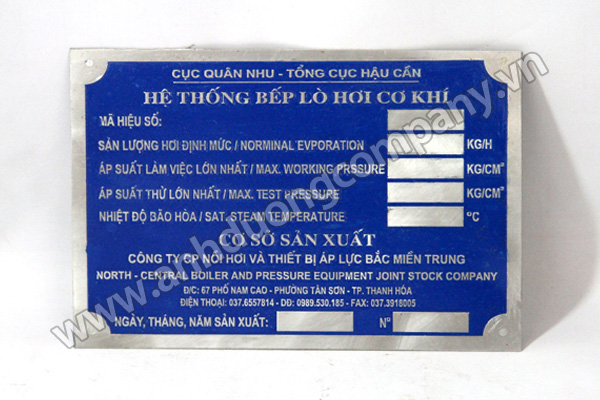 CỤC QUÂN NHU - TỔNG CỤC HẬU CẦN
HỆ THỐNG BẾP LÒ HƠI CƠ KHÍ
MÃ HIỆU SỐ:
SẢN LƯỢNG HƠI ĐỊNH MỨC / NORMINAL EVPORATION KG/H
ÁP SUẤT LÀM VIỆC LỚN NHẤT / MAX. WORKING PRSSURE KG/CM²
ÁP SUẤT THỬ LỚN NHẤT / MAX. TEST PRESSURE KG/CM²
NHIỆT ĐỘ BÃO HÒA / SAT. STEAM TEMPERATURE °C
CƠ SỞ SẢN XUẤT
CÔNG TY CP NỒI HƠI VÀ THIẾT BỊ ÁP LỰC BẮC MIỀN TRUNG
NORTH - CENTRAL BOILER AND PRESSURE EQUIPMENT JOINT STOCK COMPANY
Đ/C: 67 PHỐ NAM CAO - PHƯỜNG TÂN SƠN - TP. THANH HÓA
ĐIỆN THOẠI: 037.6557814 - DĐ: 0989.530.185 - FAX: 037.3918005
NGÀY, THÁNG, NĂM SẢN XUẤT: Nº
www.anhduongcompany.vn